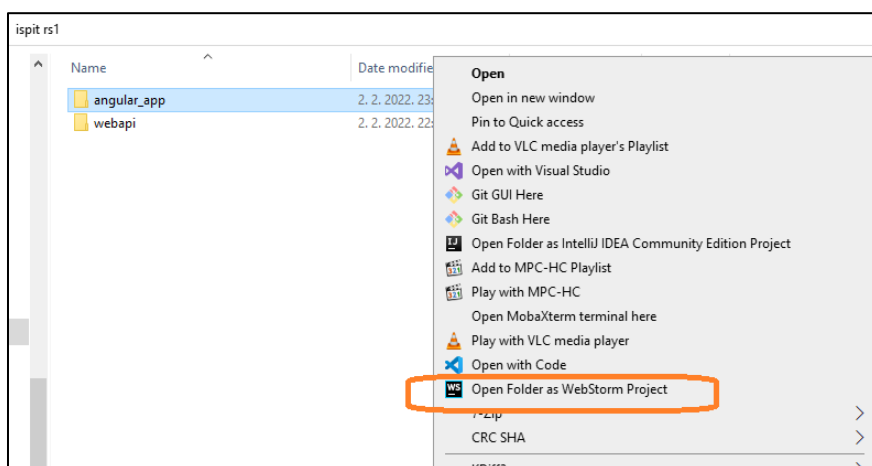 ispit rs1
Name
Date modifie
angular_app
2. 2. 2022. 23:
webapi
2. 2. 2022. 22:
Open
Open in new window
Pin to Quick access
Add to VLC media player's Playlist
Open with Visual Studio
Git GUI Here
Git Bash Here
Open Folder as IntelliJ IDEA Community Edition Project
Add to MPC-HC Playlist
Play with MPC-HC
Open MobaXterm terminal here
Play with VLC media player
Open with Code
Open Folder as WebStorm Project
7-Zip
CRC SHA